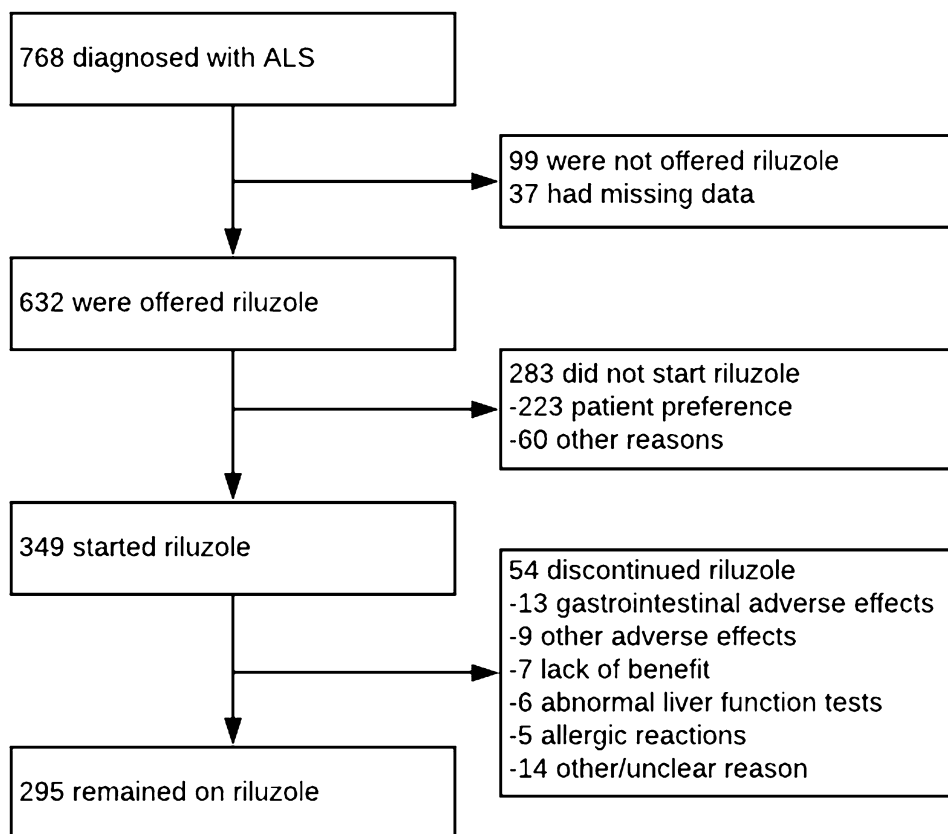 768 diagnosed with ALS
99 were not offered riluzole
37 had missing data
632 were offered riluzole
283 did not start riluzole
-223 patient preference
-60 other reasons
349 started riluzole
54 discontinued riluzole
-13 gastrointestinal adverse effects
-9 other adverse effects
-7 lack of benefit
-6 abnormal liver function tests
-5 allergic reactions
-14 other/unclear reason
295 remained on riluzole